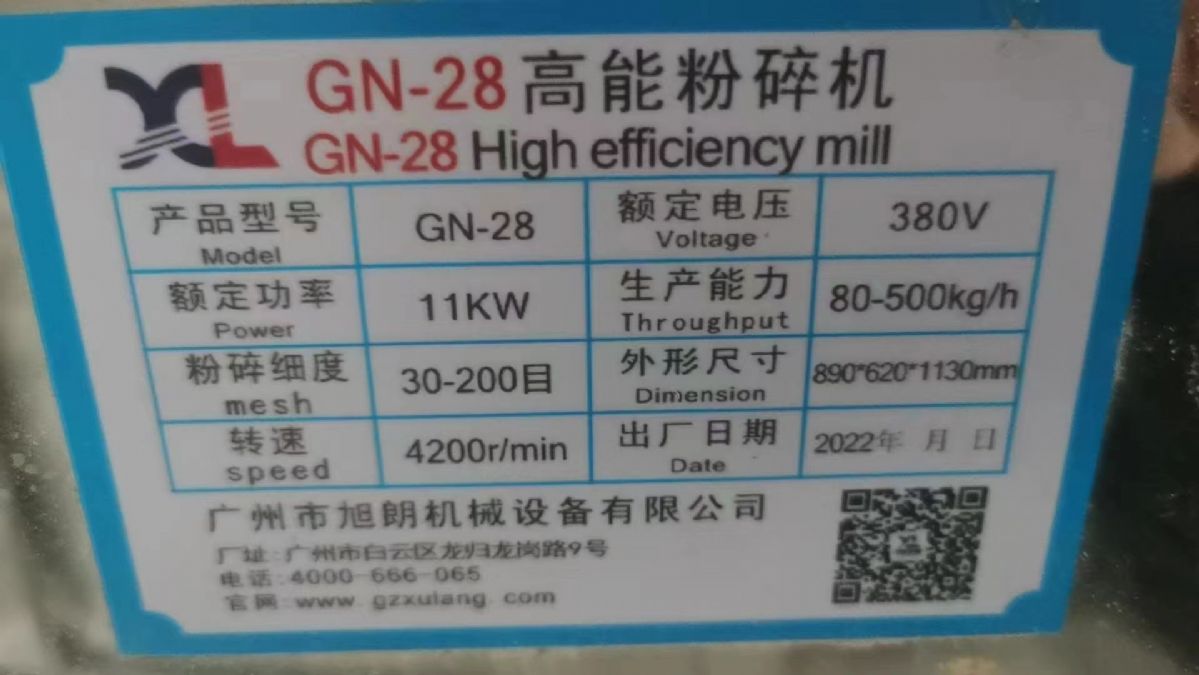 XL
GN-28高能粉碎机
GN-28 High efficiency mill
产品型号 GN-28 额定电压 380V
Model Voltage
额定功率 11KW 生产能力 80-500kg/h
Power Throughput
粉碎细度 30-200目 外形尺寸 890*620*1130mm
mesh Dimension
转速 4200r/min 出厂日期 2022年 月 日
speed Date
广州市旭朗机械设备有限公司
厂址:广州市白云区龙归龙岗路9号
电话:4000-666-065
官网:www.gzxulang.com